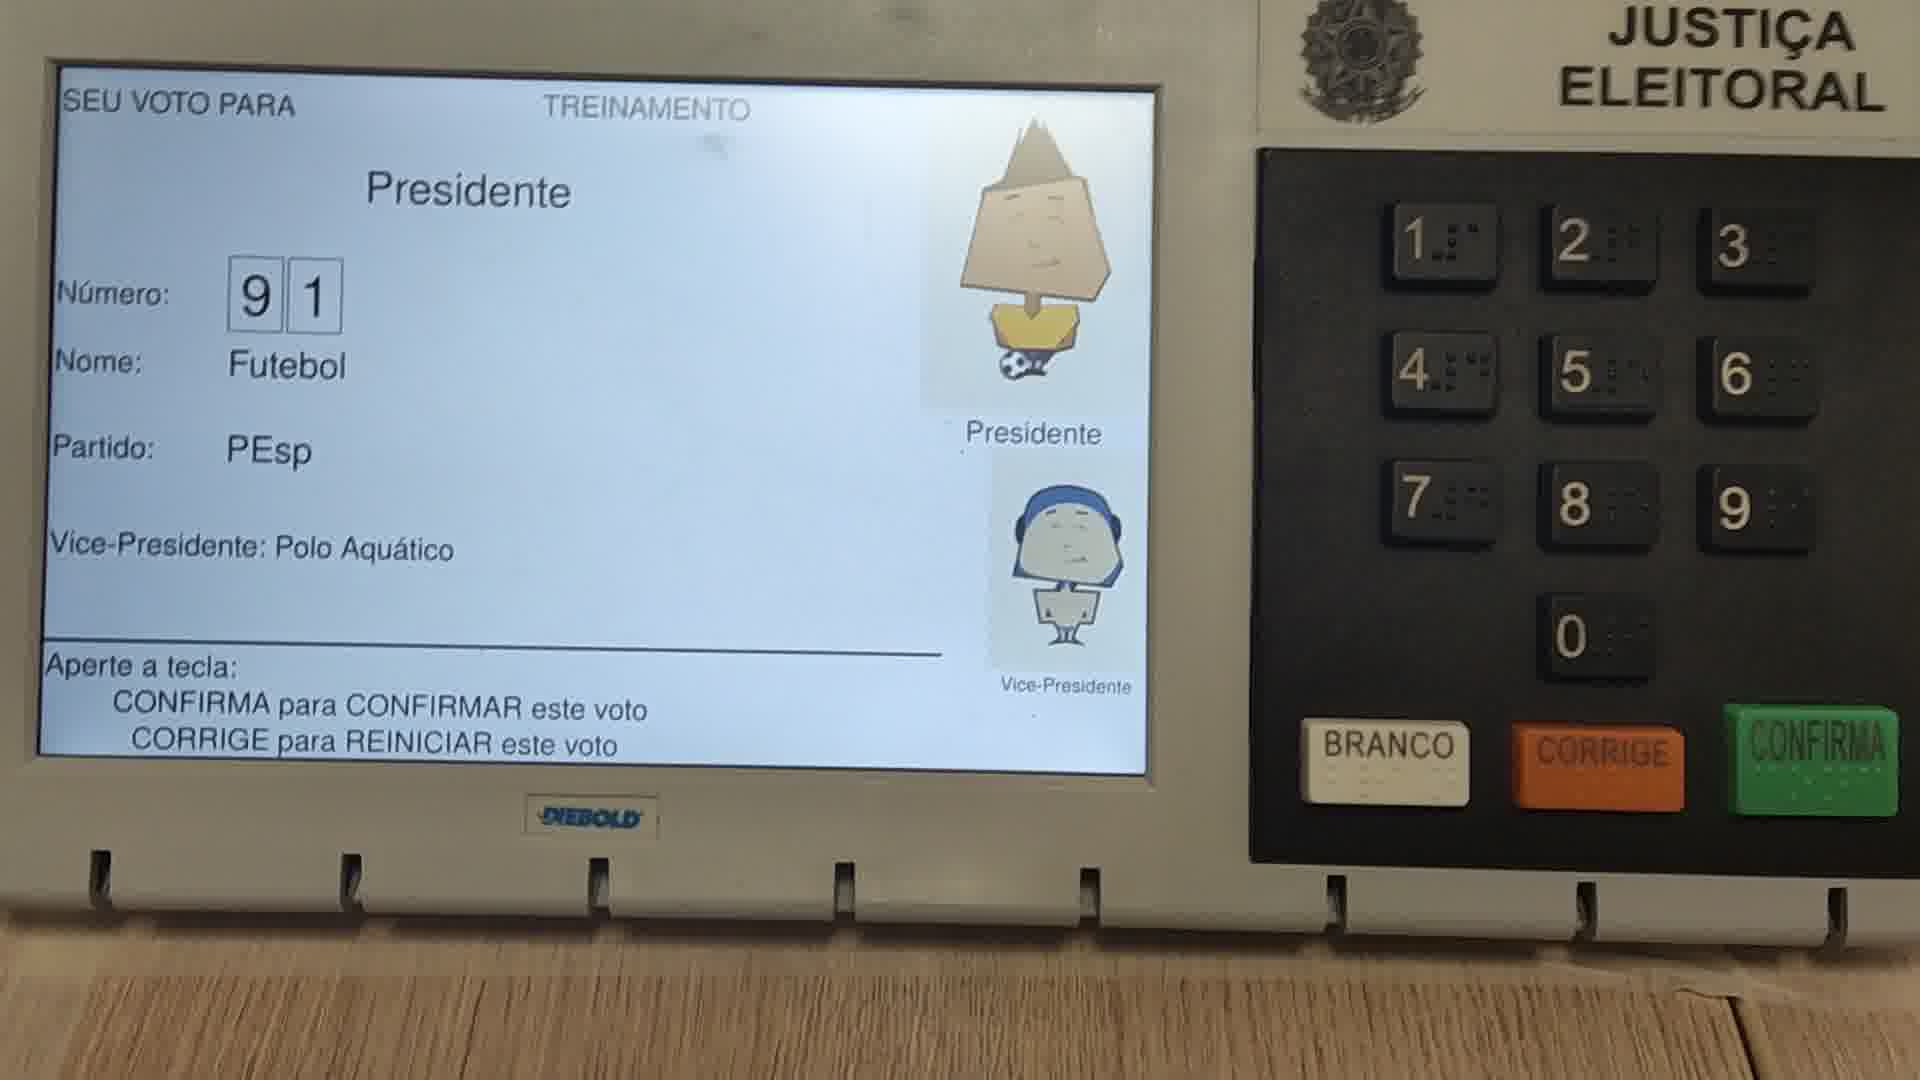 SEU VOTO PARA TREINAMENTO
Presidente
Número: 91
Nome: Futebol
Partido: PEsp
Vice-Presidente: Polo Aquático
Presidente
Vice-Presidente
Aperte a tecla:
CONFIRMA para CONFIRMAR este voto
CORRIGE para REINICIAR este voto
DIEBOLD
JUSTIÇA
ELEITORAL
1 2 3
4 5 6
7 8 9
0
BRANCO CORRIGE CONFIRMA